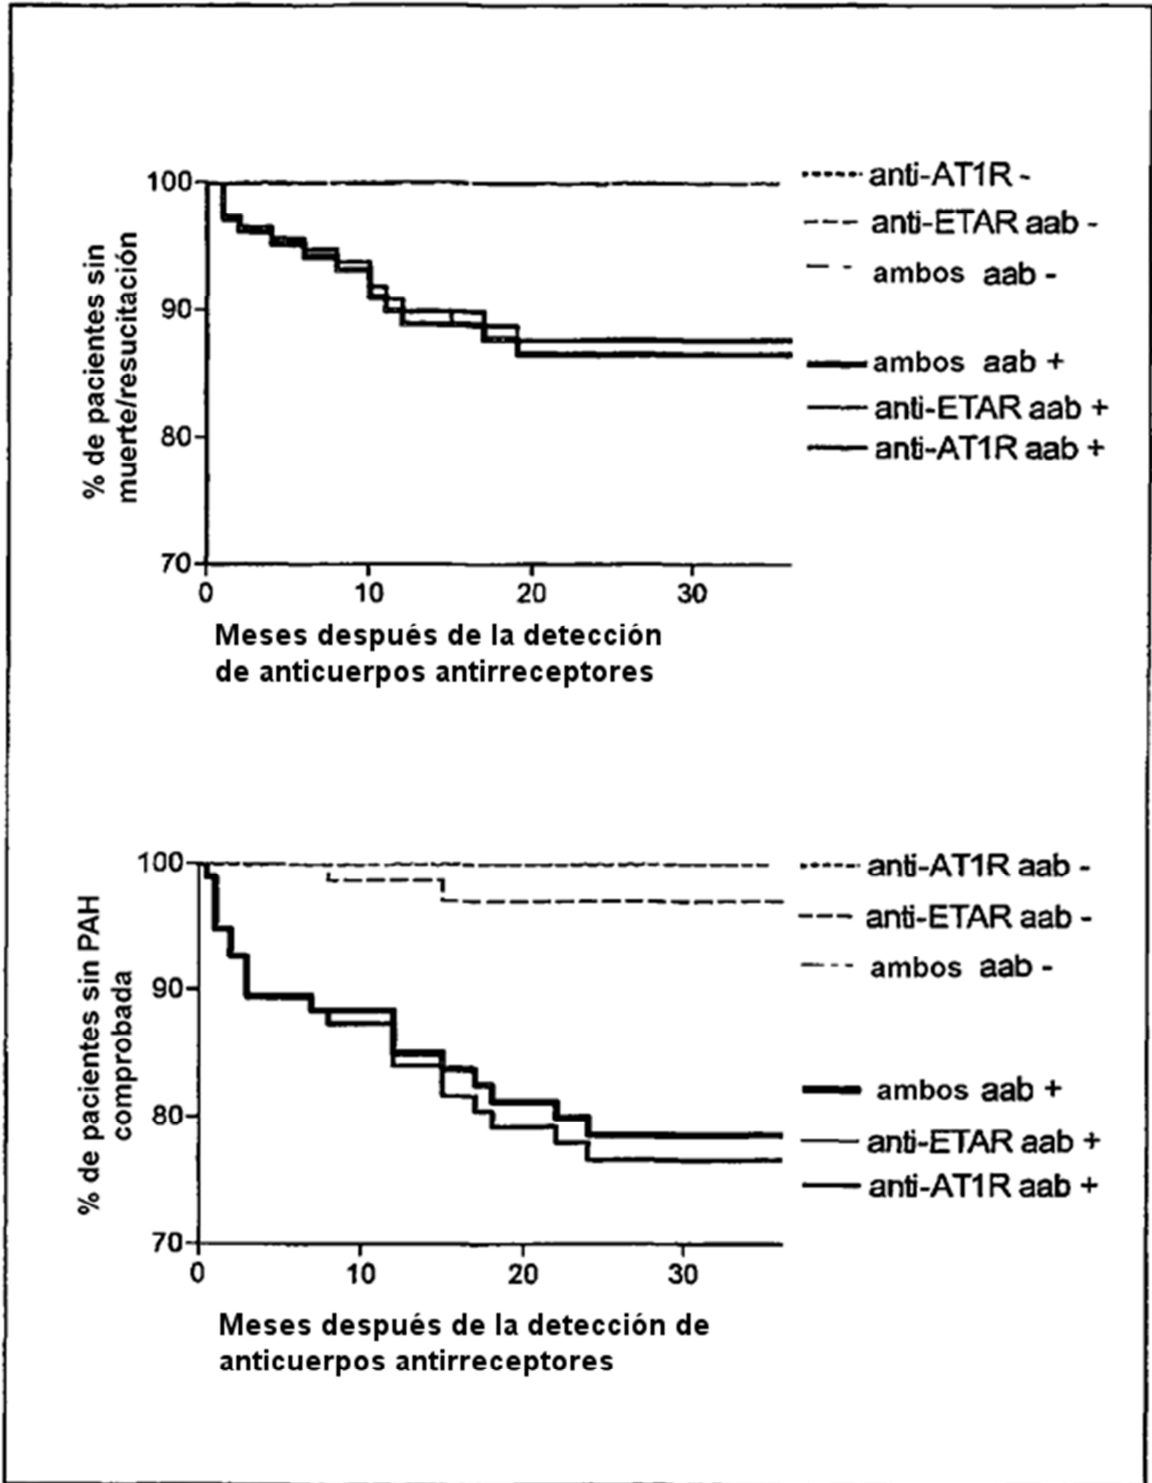 100
90
80
70
0
10
20
30
% de pacientes sin
muerte/resucitación
Meses después de la detección
de anticuerpos antirreceptores
anti-AT1R -
anti-ETAR aab -
ambos aab -
ambos aab +
anti-ETAR aab +
anti-AT1R aab +
100
90
80
70
0
10
20
30
% de pacientes sin PAH
comprobada
Meses después de la detección de
anticuerpos antirreceptores
anti-AT1R aab -
anti-ETAR aab -
ambos aab -
ambos aab +
anti-ETAR aab +
anti-AT1R aab +